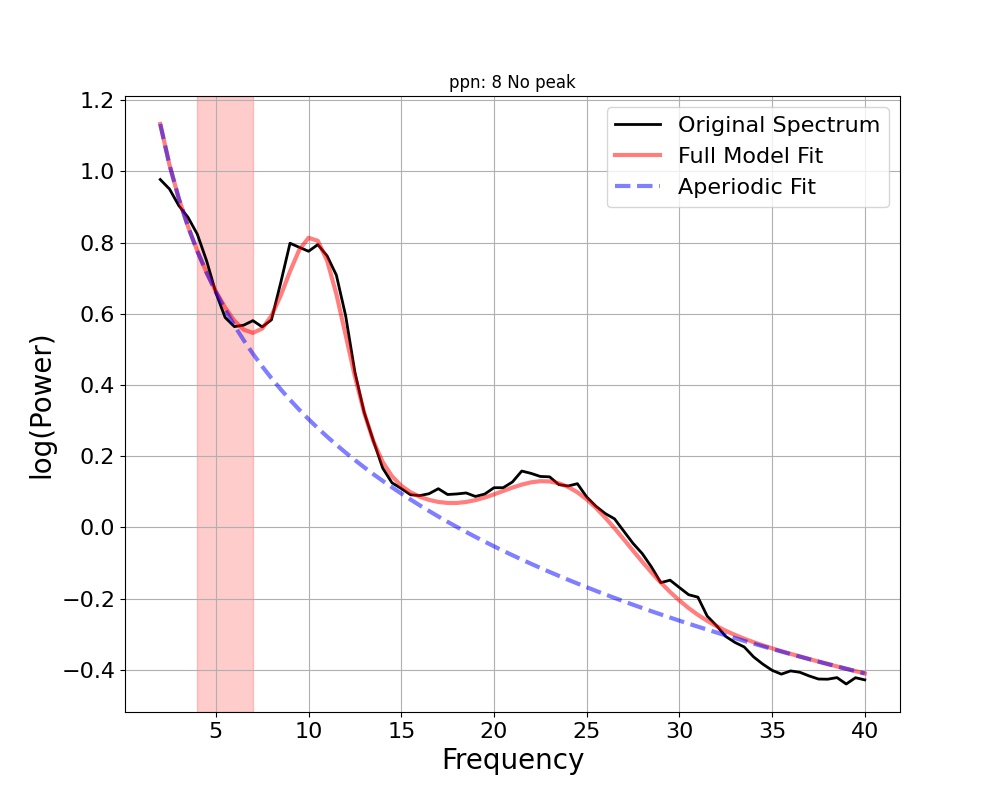 ppn: 8 No peak
Original Spectrum
Full Model Fit
Aperiodic Fit
log(Power)
1.2
1.0
0.8
0.6
0.4
0.2
0.0
−0.2
−0.4
5 10 15 20 25 30 35 40
Frequency